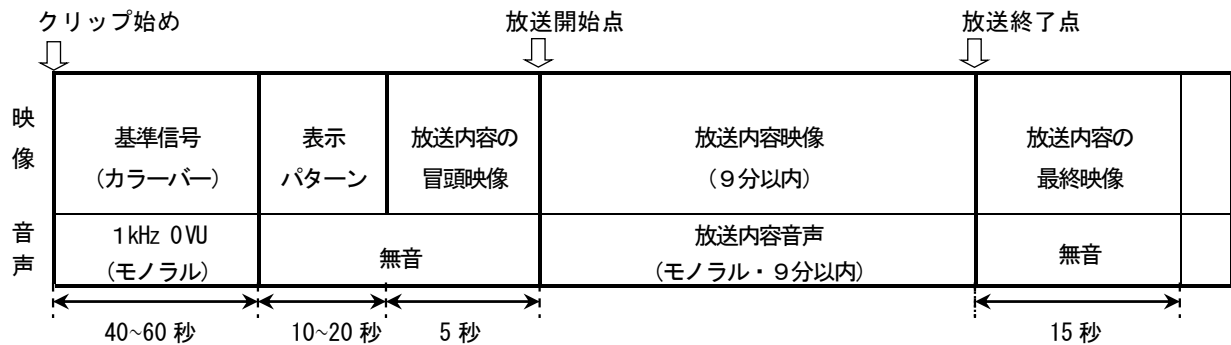 クリップ始め
放送開始点
放送終了点
映像
基準信号
(カラーバー)
表示
パターン
放送内容の
冒頭映像
放送内容映像
(９分以内)
放送内容の
最終映像
音声
１kHz 0VU
(モノラル)
無音
放送内容音声
(モノラル・９分以内)
無音
40~60 秒
10~20 秒
5 秒
15 秒